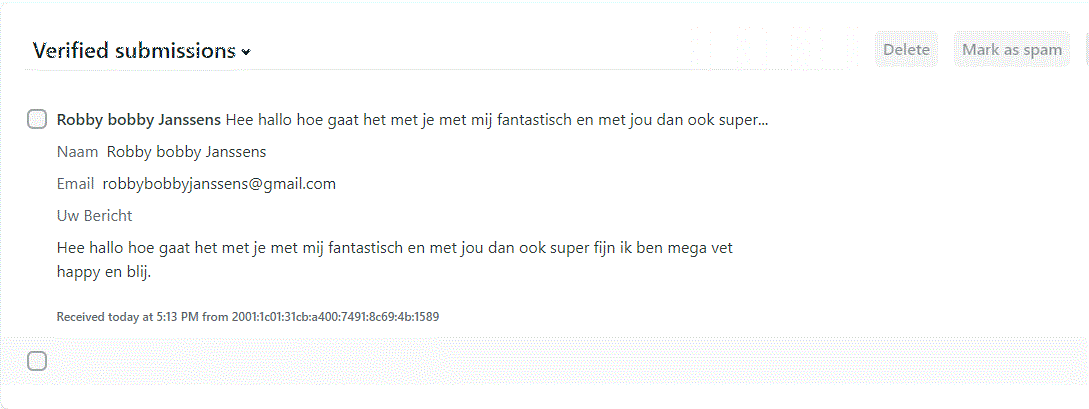 Verified submissions
Delete
Mark as spam
Robby bobby Janssens Hee hallo hoe gaat het met je met mij fantastisch en met jou dan ook super...
Naam Robby bobby Janssens
Email robbybobbyjanssens@gmail.com
Uw Bericht
Hee hallo hoe gaat het met je met mij fantastisch en met jou dan ook super fijn ik ben mega vet
happy en blij.
Received today at 5:13 PM from 2001:1c01:31cb:a400:7491:8c69:4b:1589